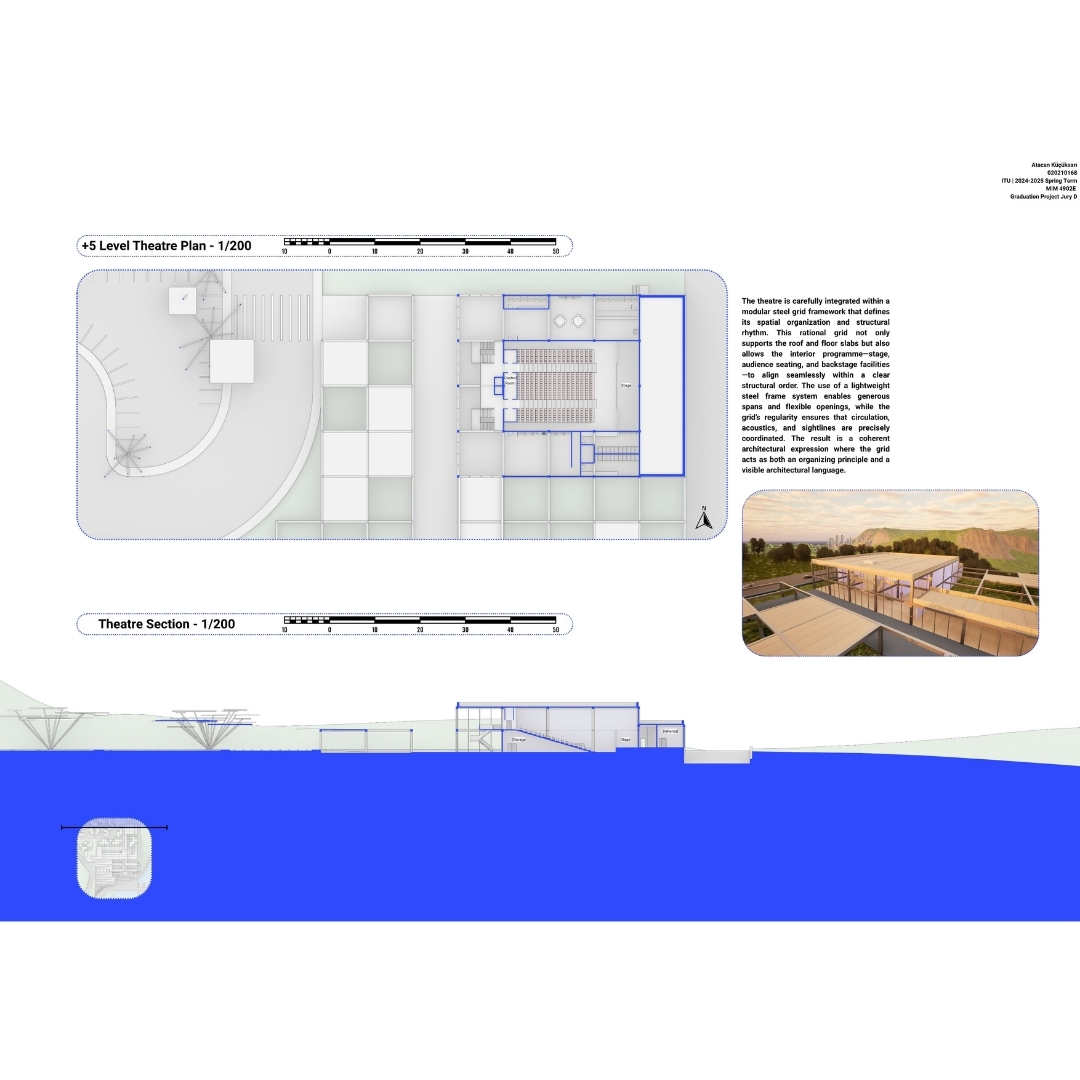 Atacan Küçüksarı
020210168
ITU | 2024-2025 Spring Term
MIM 4902E
Graduation Project Jury D
+5 Level Theatre Plan - 1/200
10 0 10 20 30 40 50
Control Room
Stage
N
The theatre is carefully integrated within a
modular steel grid framework that defines
its spatial organization and structural
rhythm. This rational grid not only
supports the roof and floor slabs but also
allows the interior programme—stage,
audience seating, and backstage facilities
—to align seamlessly within a clear
structural order. The use of a lightweight
steel frame system enables generous
spans and flexible openings, while the
grid's regularity ensures that circulation,
acoustics, and sightlines are precisely
coordinated. The result is a coherent
architectural expression where the grid
acts as both an organizing principle and a
visible architectural language.
Theatre Section - 1/200
10 0 10 20 30 40 50
Storage
Stage
Rehersal